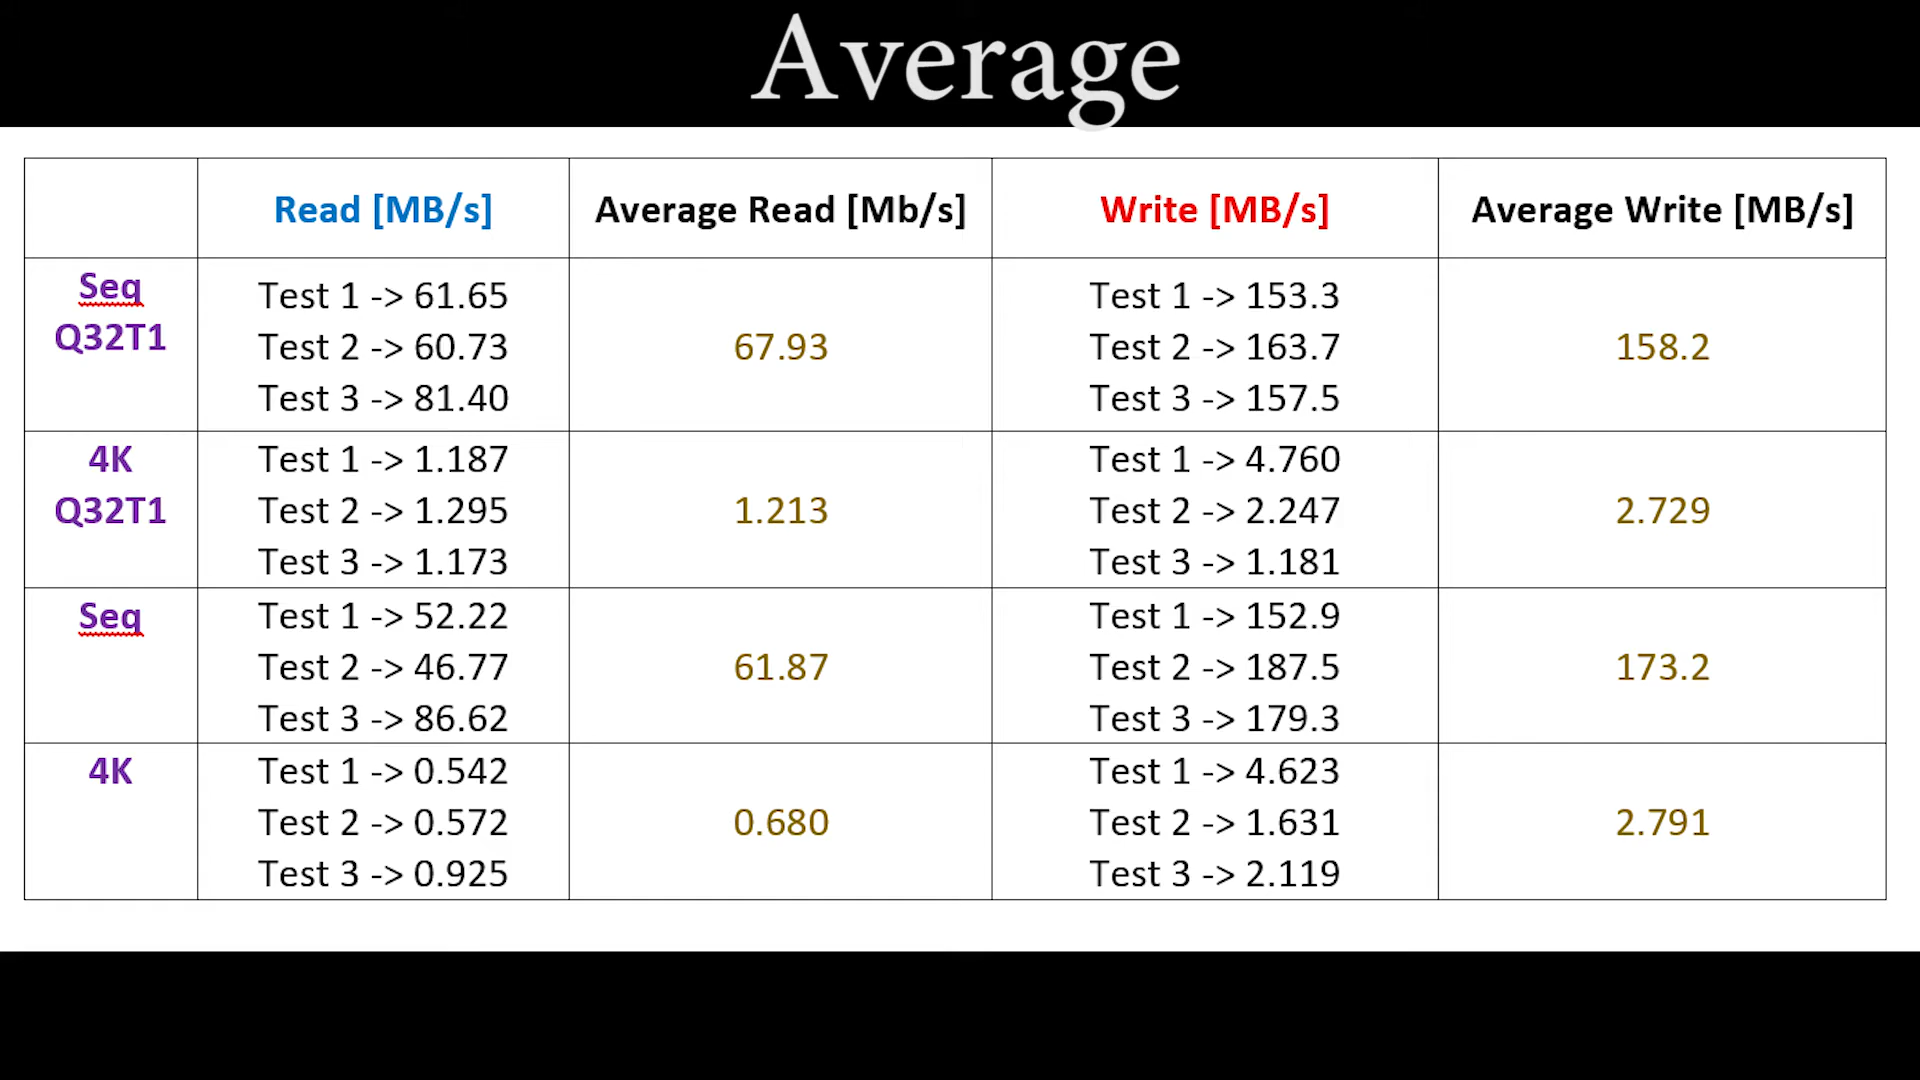 Average
Read [MB/s]
Average Read [Mb/s]
Write [MB/s]
Average Write [MB/s]
Seq
Q32T1
Test 1 -> 61.65
Test 2 -> 60.73
Test 3 -> 81.40
67.93
Test 1 -> 153.3
Test 2 -> 163.7
Test 3 -> 157.5
158.2
4K
Q32T1
Test 1 -> 1.187
Test 2 -> 1.295
Test 3 -> 1.173
1.213
Test 1 -> 4.760
Test 2 -> 2.247
Test 3 -> 1.181
2.729
Seq
Test 1 -> 52.22
Test 2 -> 46.77
Test 3 -> 86.62
61.87
Test 1 -> 152.9
Test 2 -> 187.5
Test 3 -> 179.3
173.2
4K
Test 1 -> 0.542
Test 2 -> 0.572
Test 3 -> 0.925
0.680
Test 1 -> 4.623
Test 2 -> 1.631
Test 3 -> 2.119
2.791